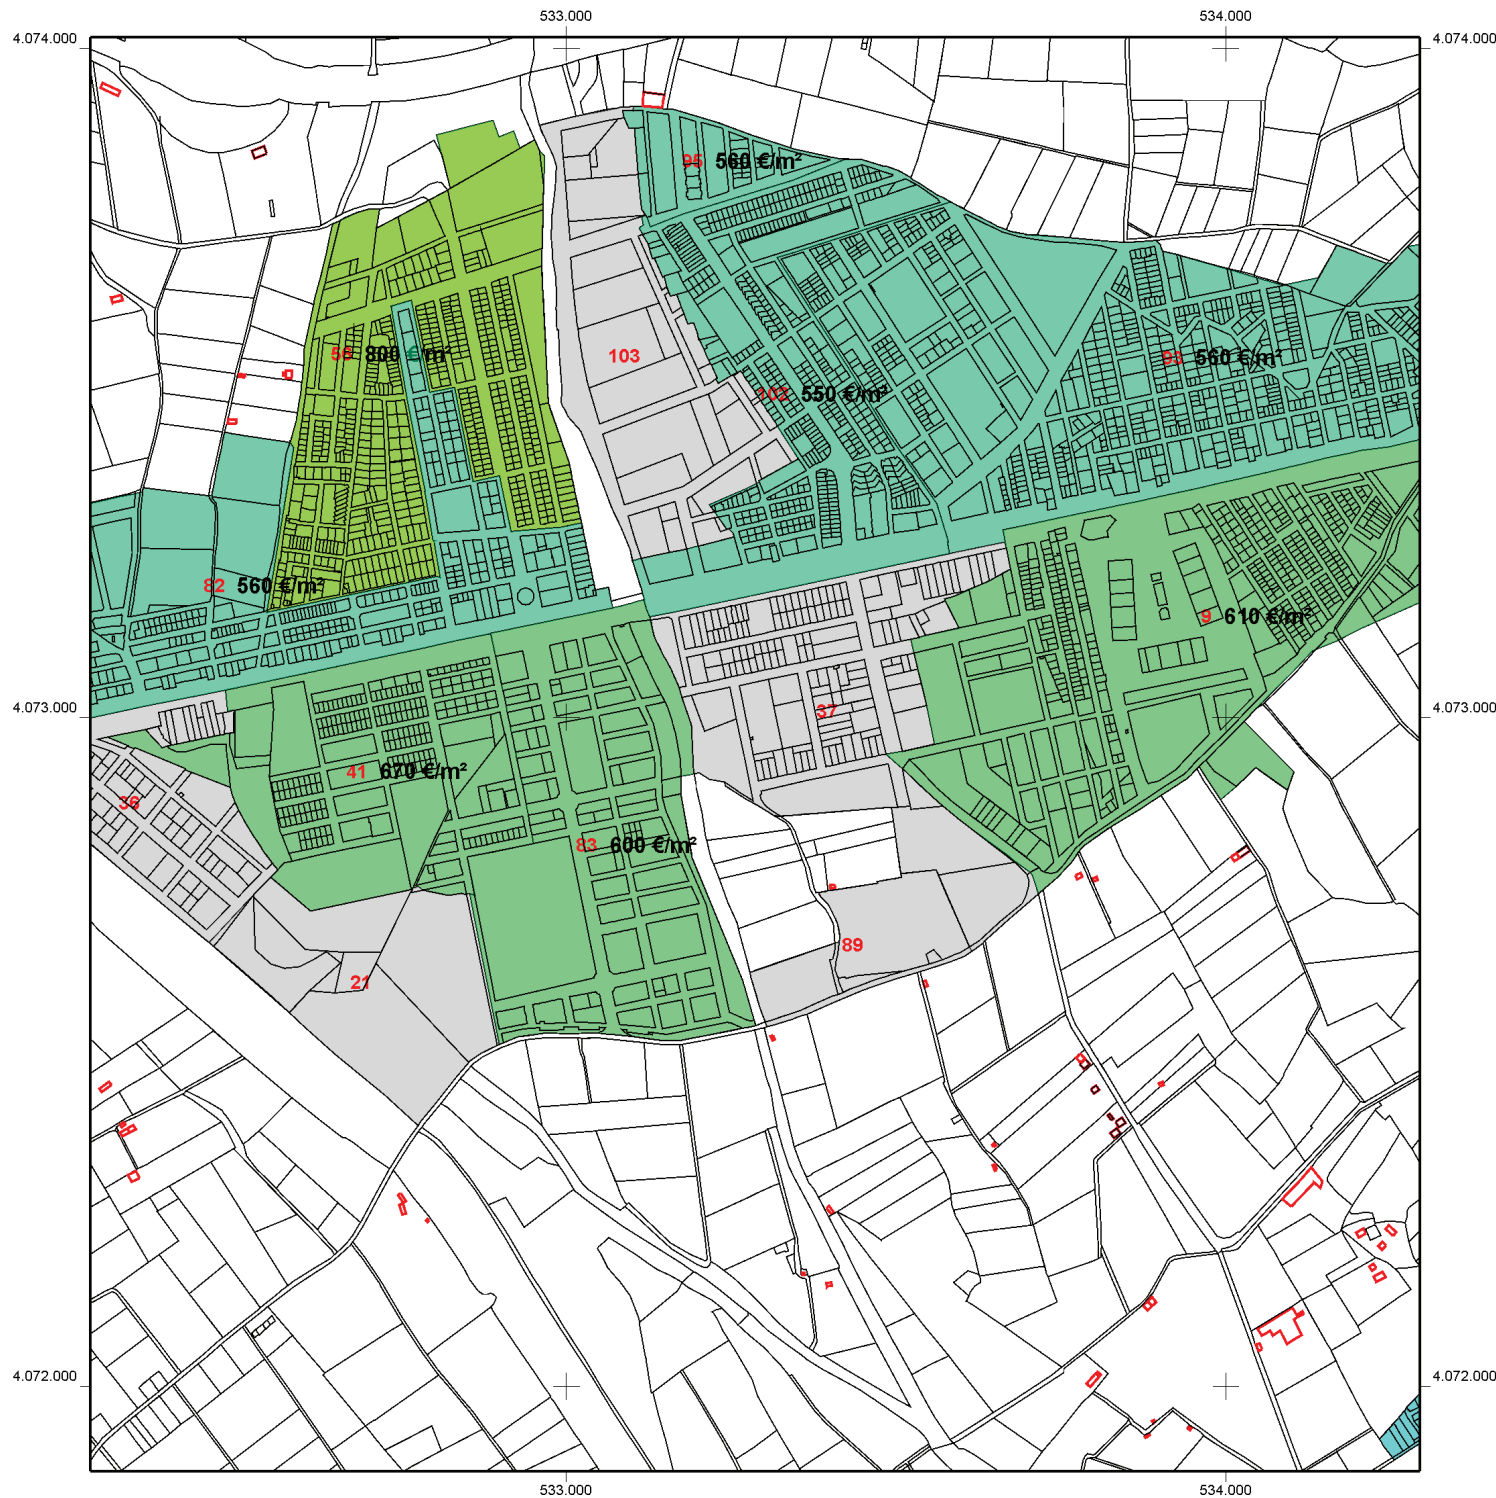 533.000 534.000
4.074.000 4.074.000
95 560 €/m²
56 800 €/m²
103
93 560 €/m²
102 550 €/m²
82 560 €/m²
9 610 €/m²
4.073.000 37 4.073.000
41 670 €/m²
36
83 600 €/m²
89
21
4.072.000 4.072.000
533.000 534.000